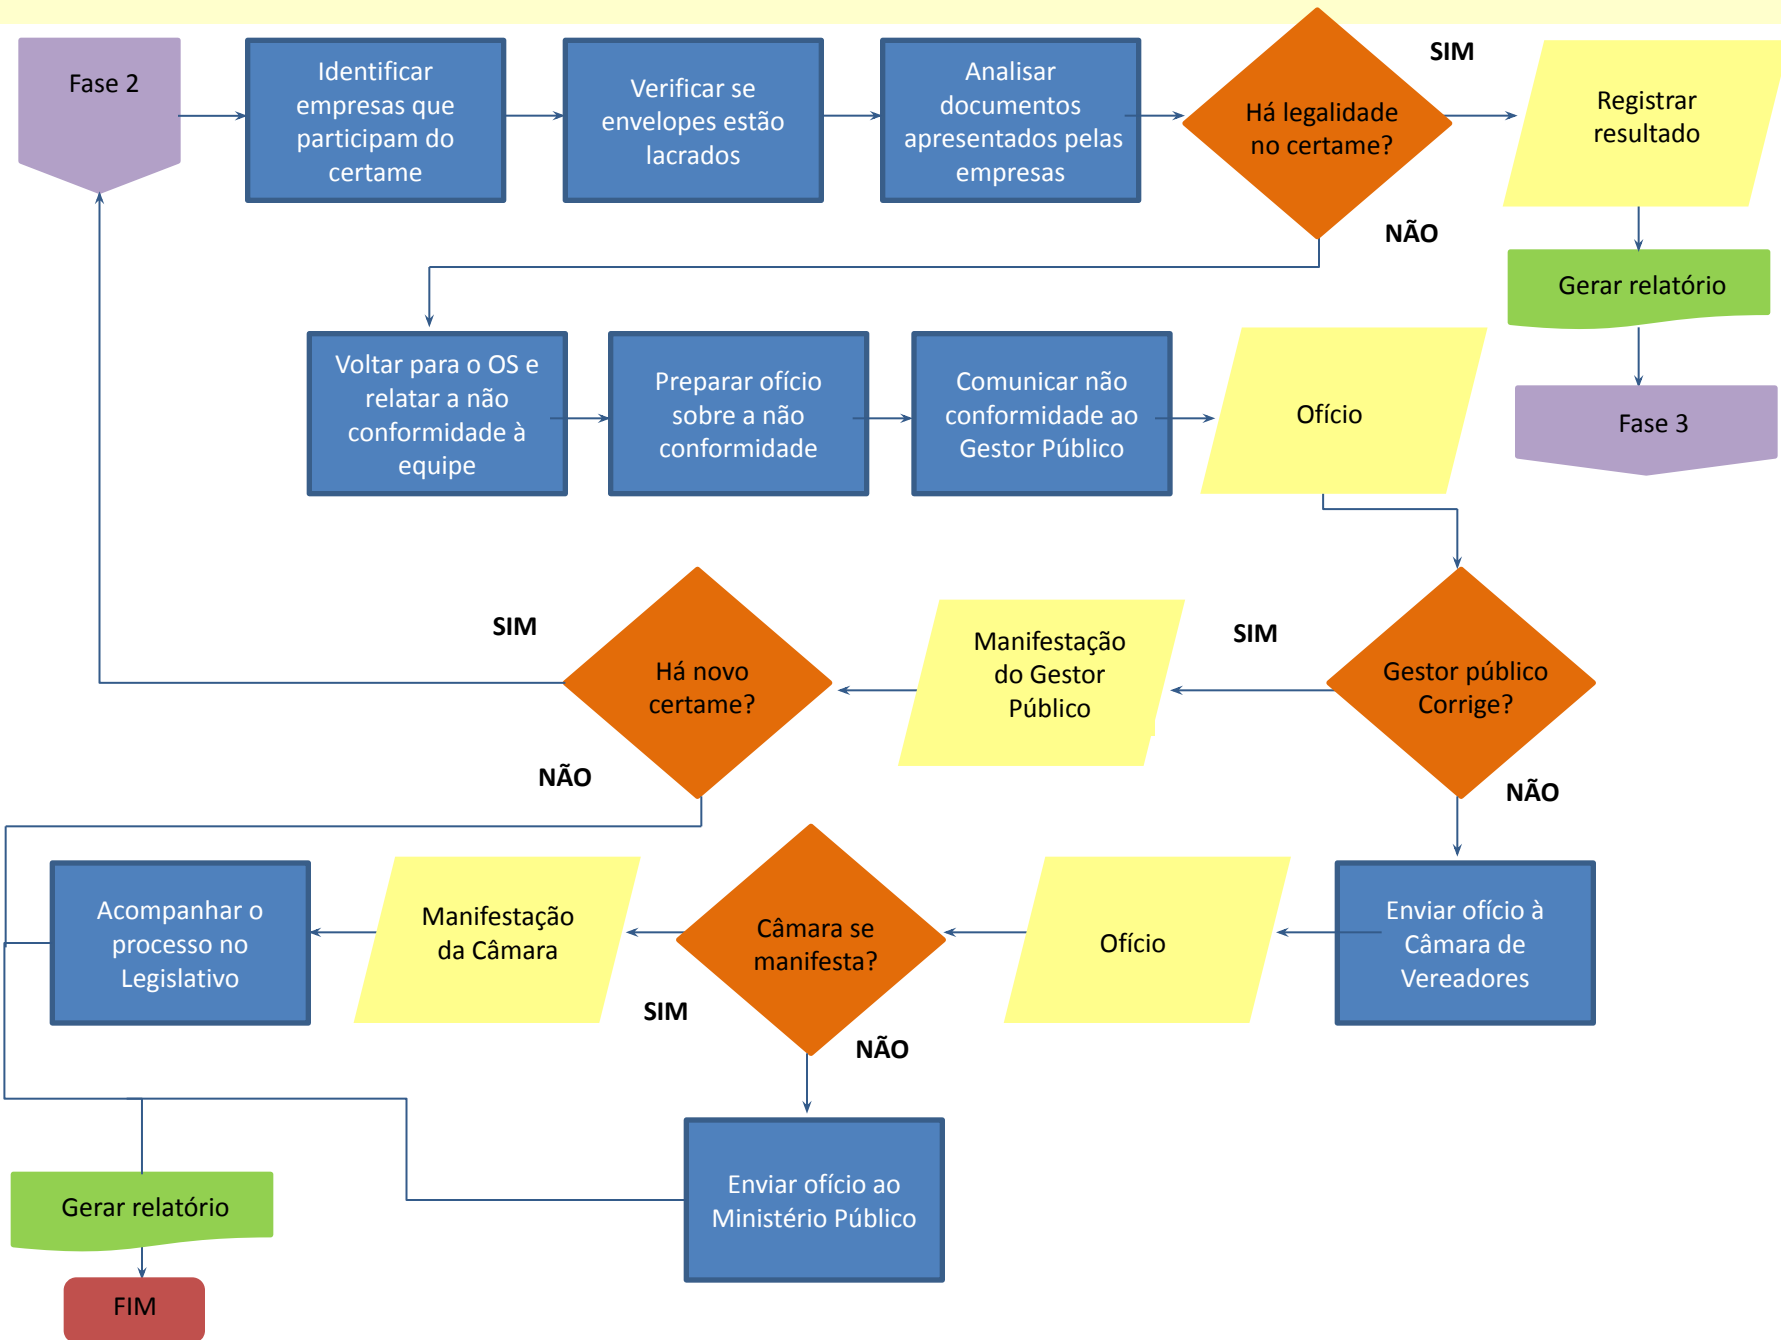 Fase 2
Identificar
empresas que
participam do
certame
Verificar se
envelopes estão
lacrados
Analisar
documentos
apresentados pelas
empresas
Há legalidade
no certame?
SIM
Registrar
resultado
NÃO
Gerar relatório
Fase 3
Voltar para o OS e
relatar a não
conformidade à
equipe
Preparar ofício
sobre a não
conformidade
Comunicar não
conformidade ao
Gestor Público
Ofício
Gestor público
Corrige?
SIM
Manifestação
do Gestor
Público
Há novo
certame?
SIM
NÃO
NÃO
Enviar ofício à
Câmara de
Vereadores
Ofício
Câmara se
manifesta?
SIM
Manifestação
da Câmara
Acompanhar o
processo no
Legislativo
NÃO
Enviar ofício ao
Ministério Público
Gerar relatório
FIM